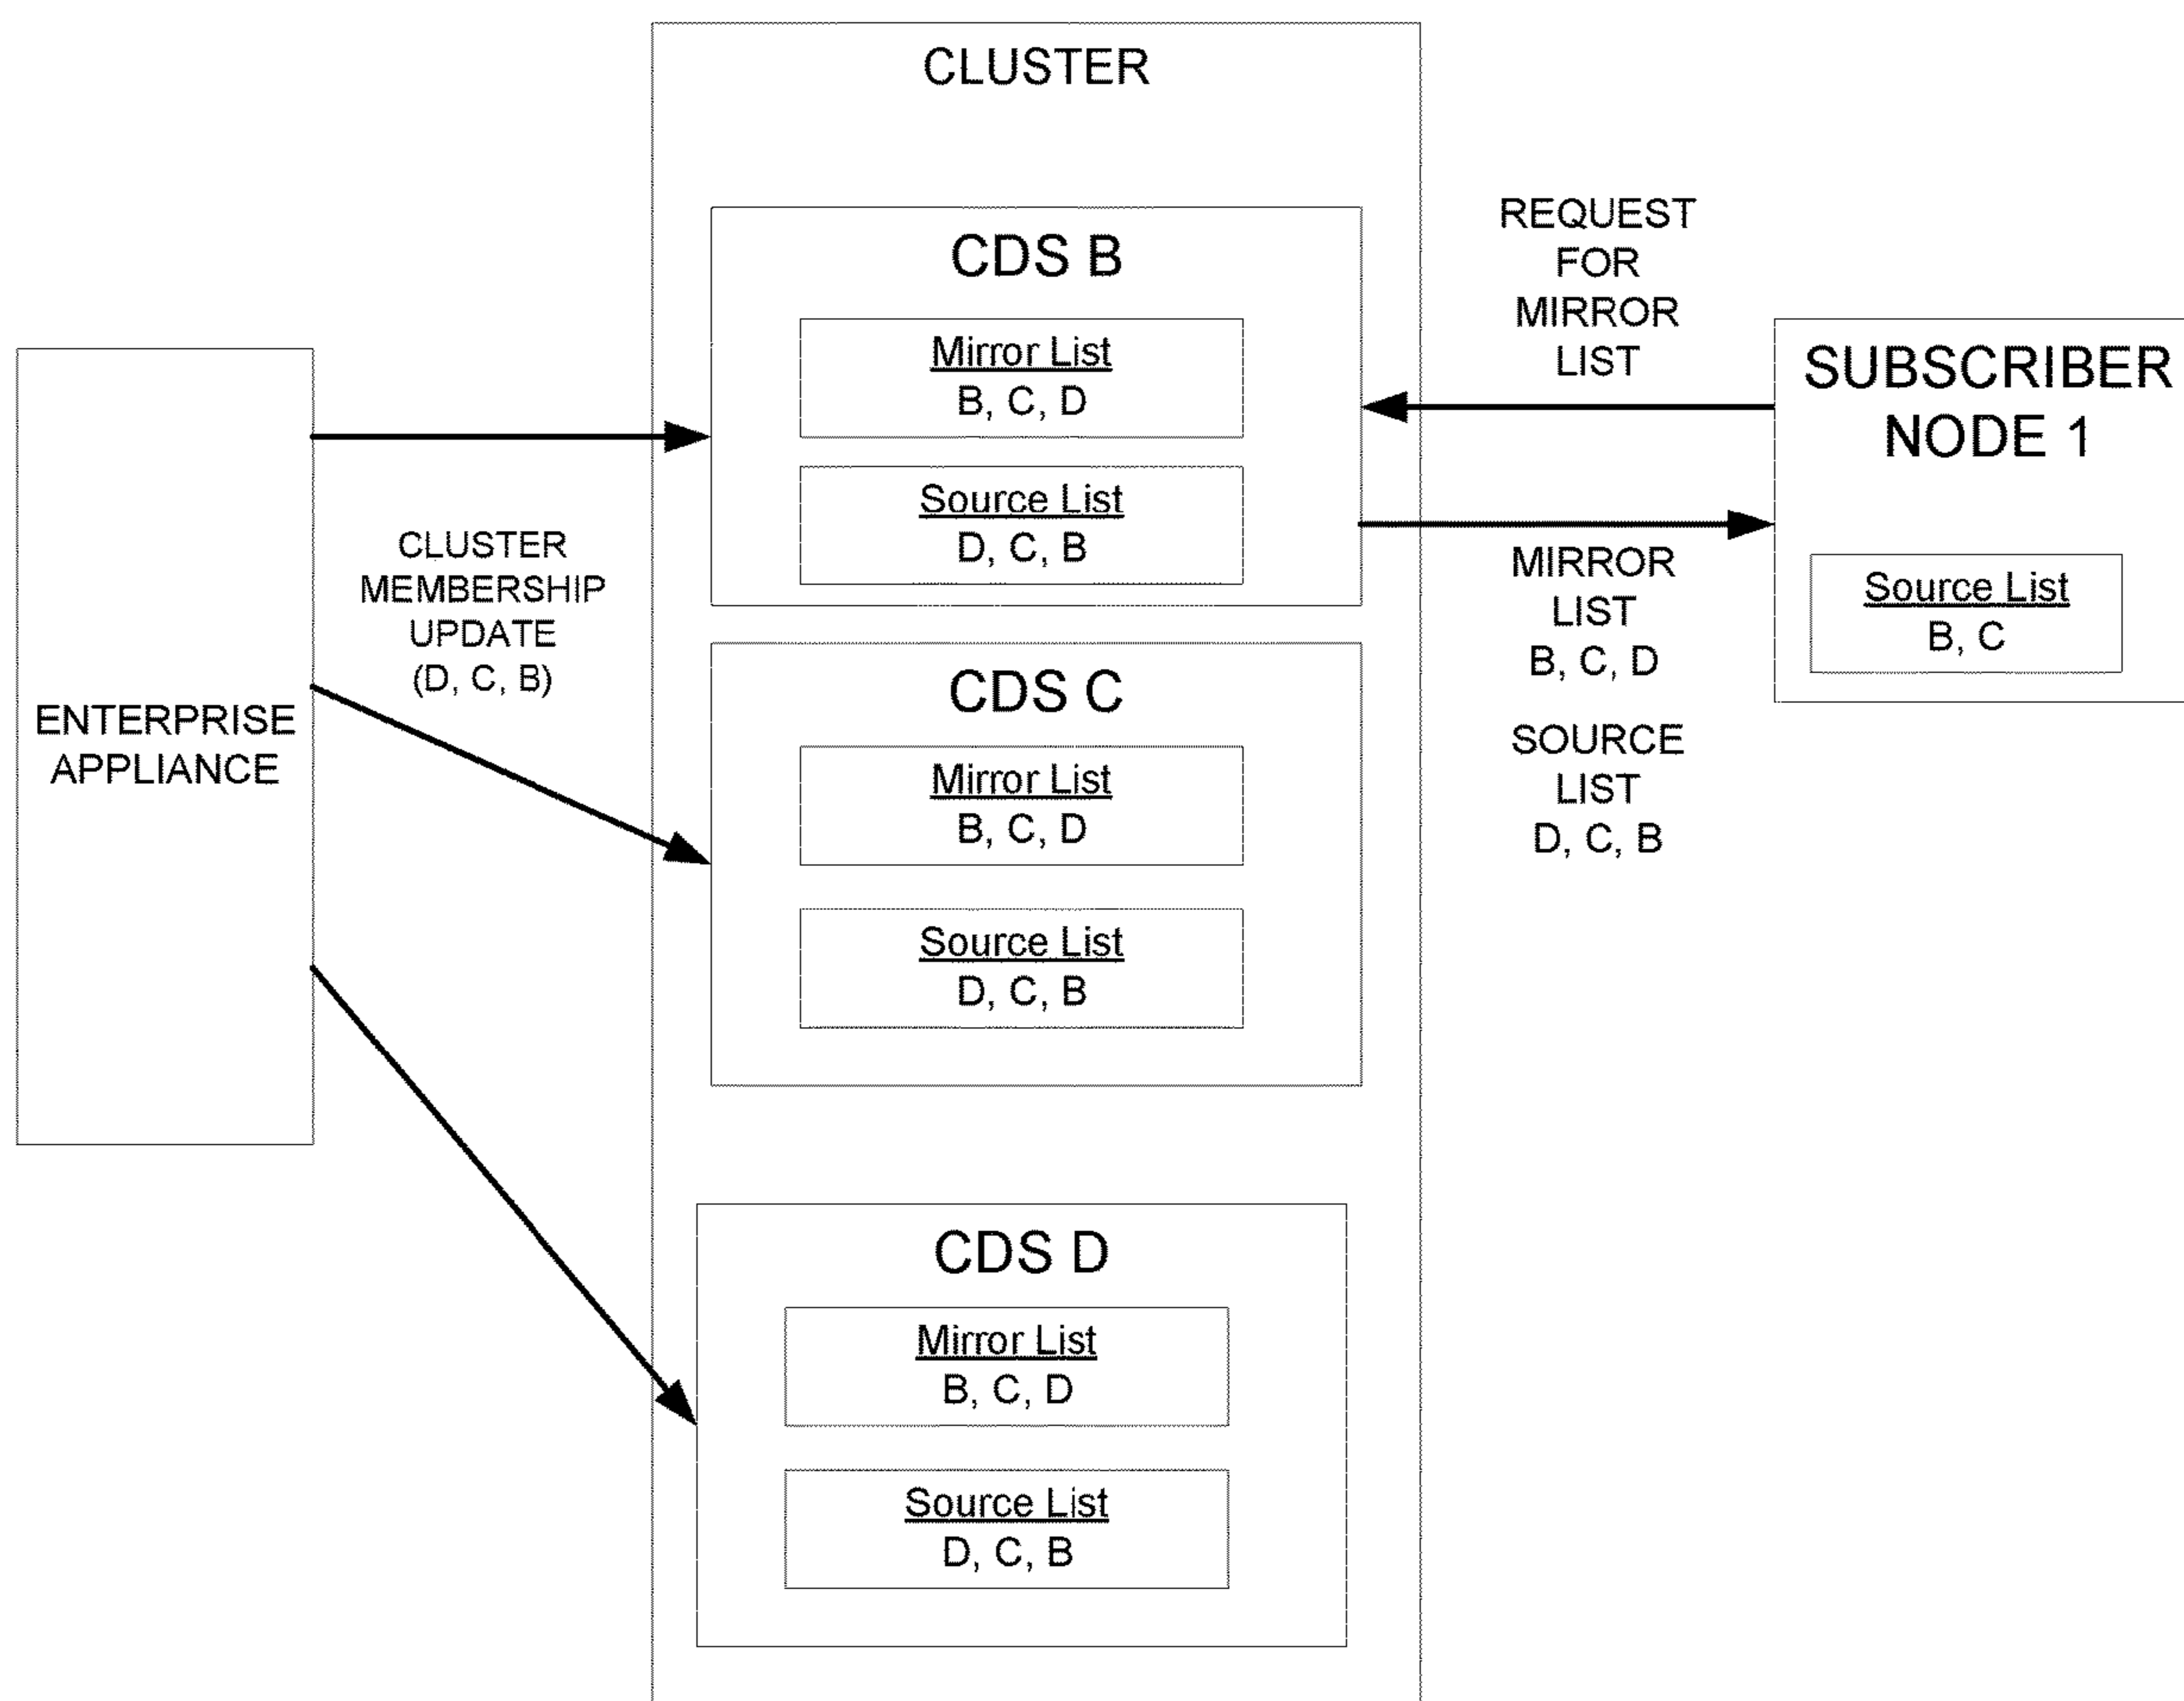 CLUSTER
CDS B
Mirror List
B, C, D
Source List
D, C, B
CDS C
Mirror List
B, C, D
Source List
D, C, B
CDS D
Mirror List
B, C, D
Source List
D, C, B
ENTERPRISE
APPLIANCE
CLUSTER
MEMBERSHIP
UPDATE
(D, C, B)
REQUEST
FOR
MIRROR
LIST
MIRROR
LIST
B, C, D
SOURCE
LIST
D, C, B
SUBSCRIBER
NODE 1
Source List
B, C